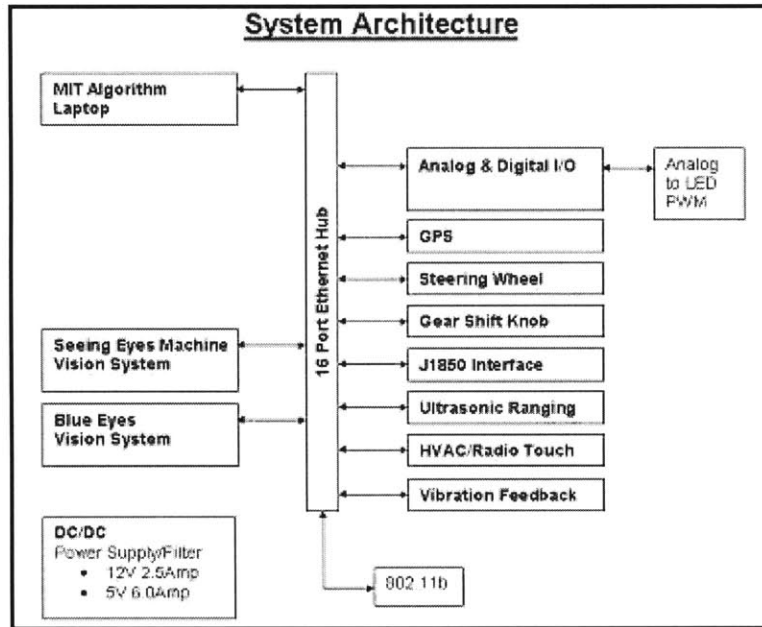 System Architecture
MIT Algorithm
Laptop
Seeing Eyes Machine
Vision System
Blue Eyes
Vision System
DC/DC
Power Supply/Filter
• 12V 2.5Amp
• 5V 6.0Amp
16 Port Ethernet Hub
Analog & Digital I/O
GPS
Steering Wheel
Gear Shift Knob
J1850 Interface
Ultrasonic Ranging
HVAC/Radio Touch
Vibration Feedback
Analog
to LED
PWM
802.11b